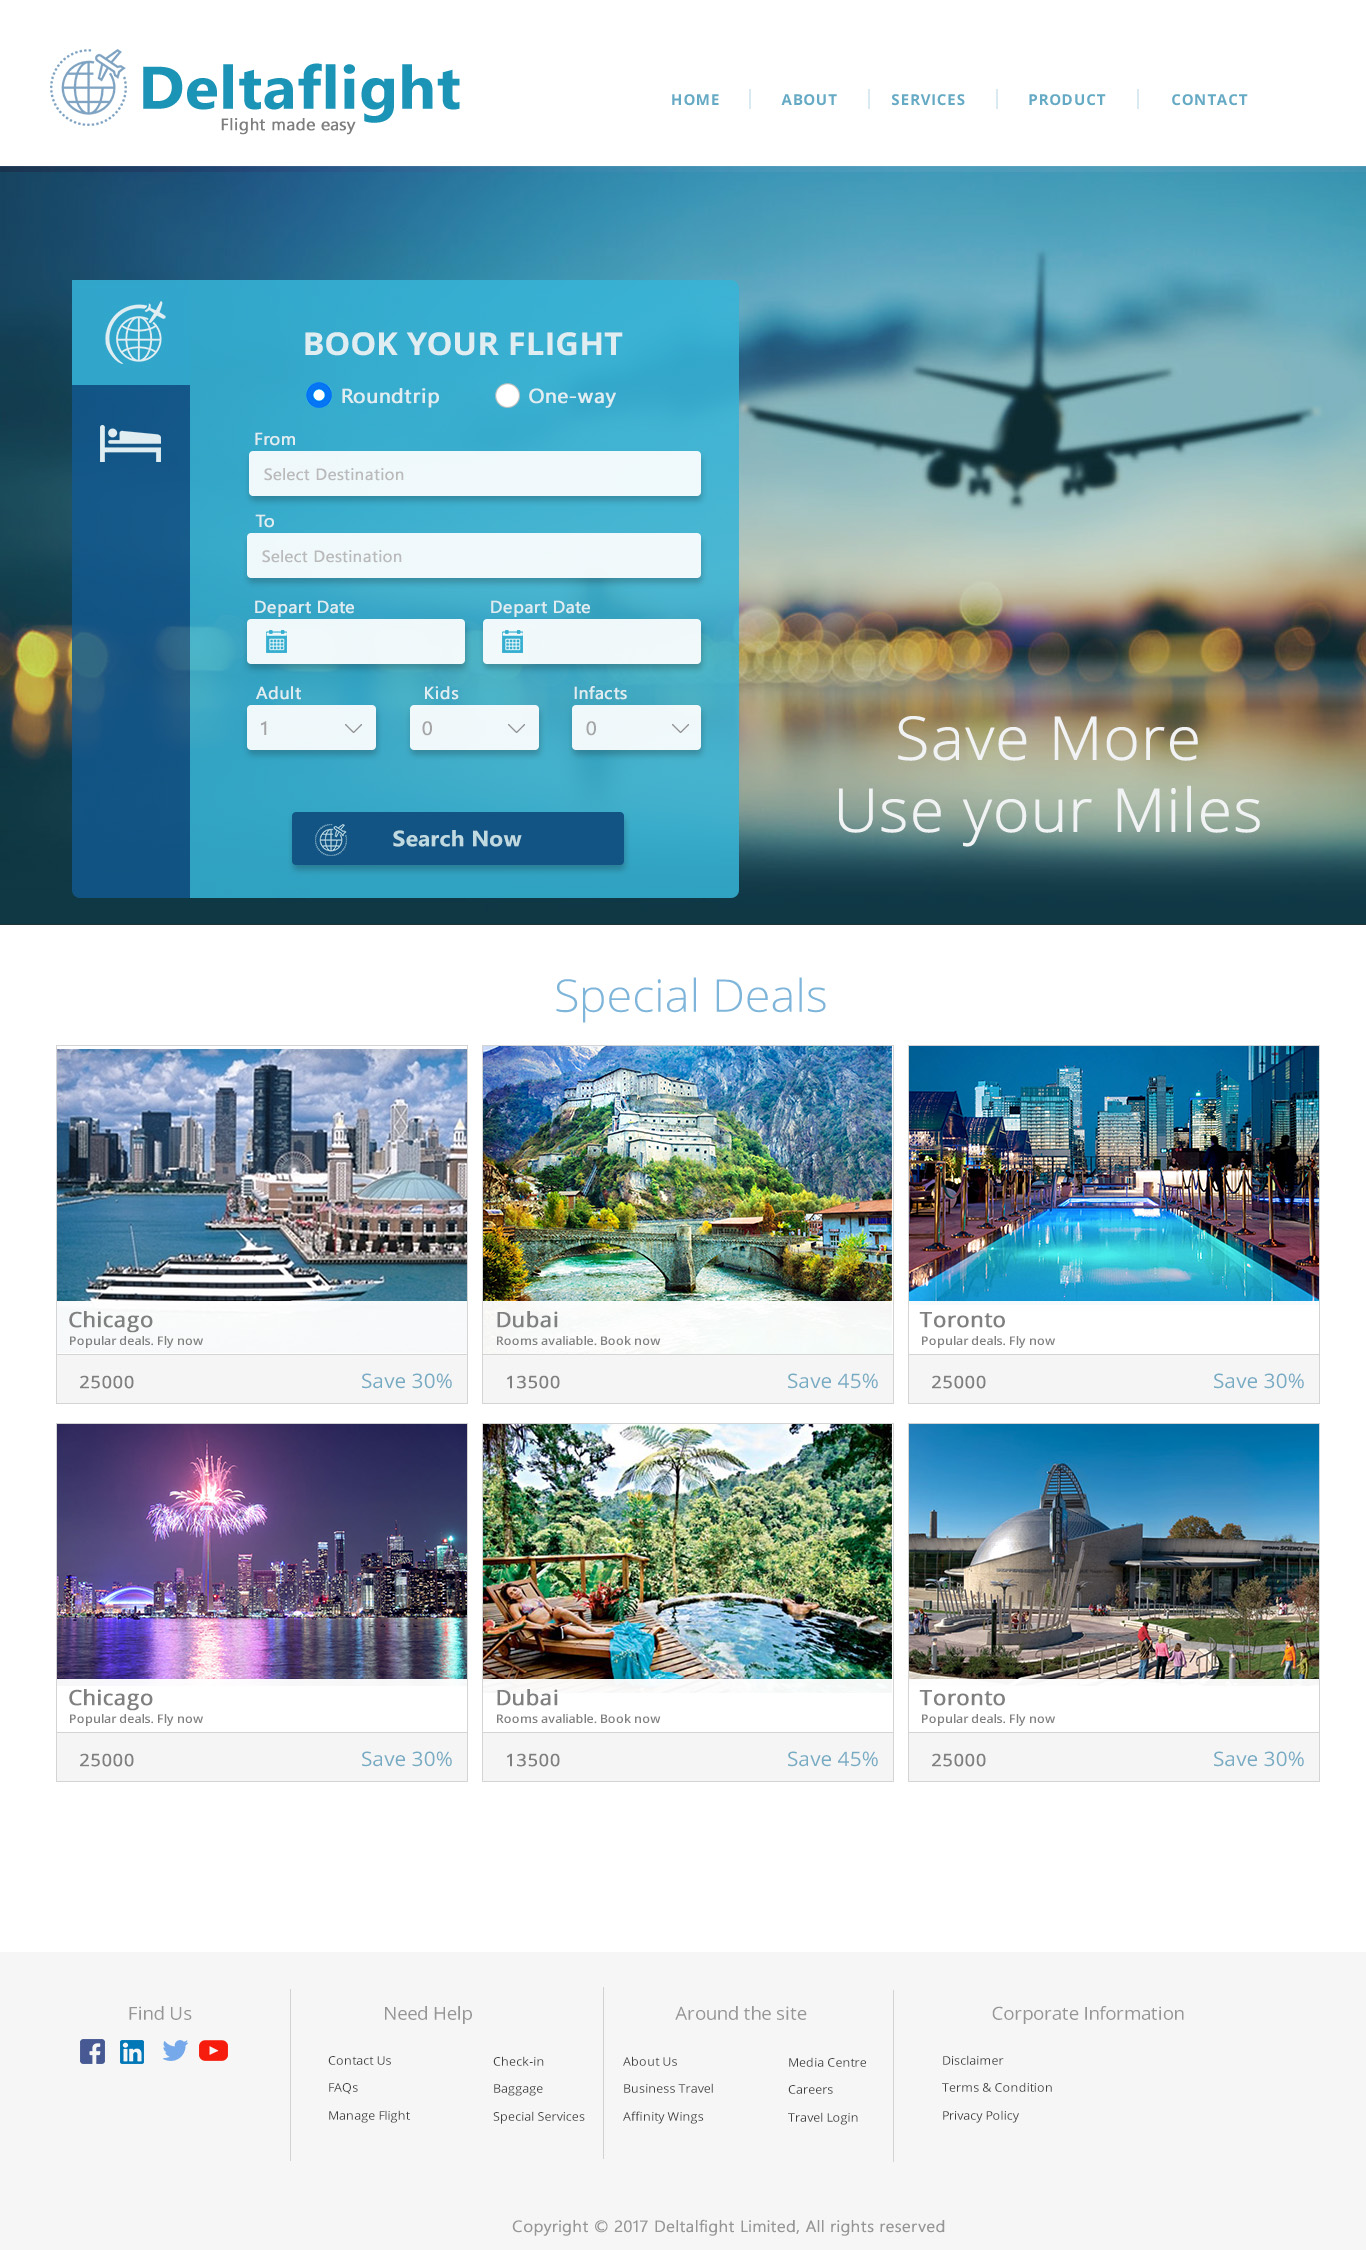 Deltaflight
Flight made easy
HOME
ABOUT
SERVICES
PRODUCT
CONTACT
BOOK YOUR FLIGHT
Roundtrip
One-way
From
Select Destination
To
Select Destination
Depart Date
Depart Date
Adult
Kids
Infacts
1
0
0
Search Now
Save More
Use your Miles
Special Deals
Chicago
Popular deals. Fly now
25000
Save 30%
Dubai
Rooms avaliable. Book now
13500
Save 45%
Toronto
Popular deals. Fly now
25000
Save 30%
Chicago
Popular deals. Fly now
25000
Save 30%
Dubai
Rooms avaliable. Book now
13500
Save 45%
Toronto
Popular deals. Fly now
25000
Save 30%
Find Us
Need Help
Contact Us
FAQs
Manage Flight
Check-in
Baggage
Special Services
Around the site
About Us
Business Travel
Affinity Wings
Media Centre
Careers
Travel Login
Corporate Information
Disclaimer
Terms & Condition
Privacy Policy
Copyright © 2017 Deltalfight Limited, All rights reserved